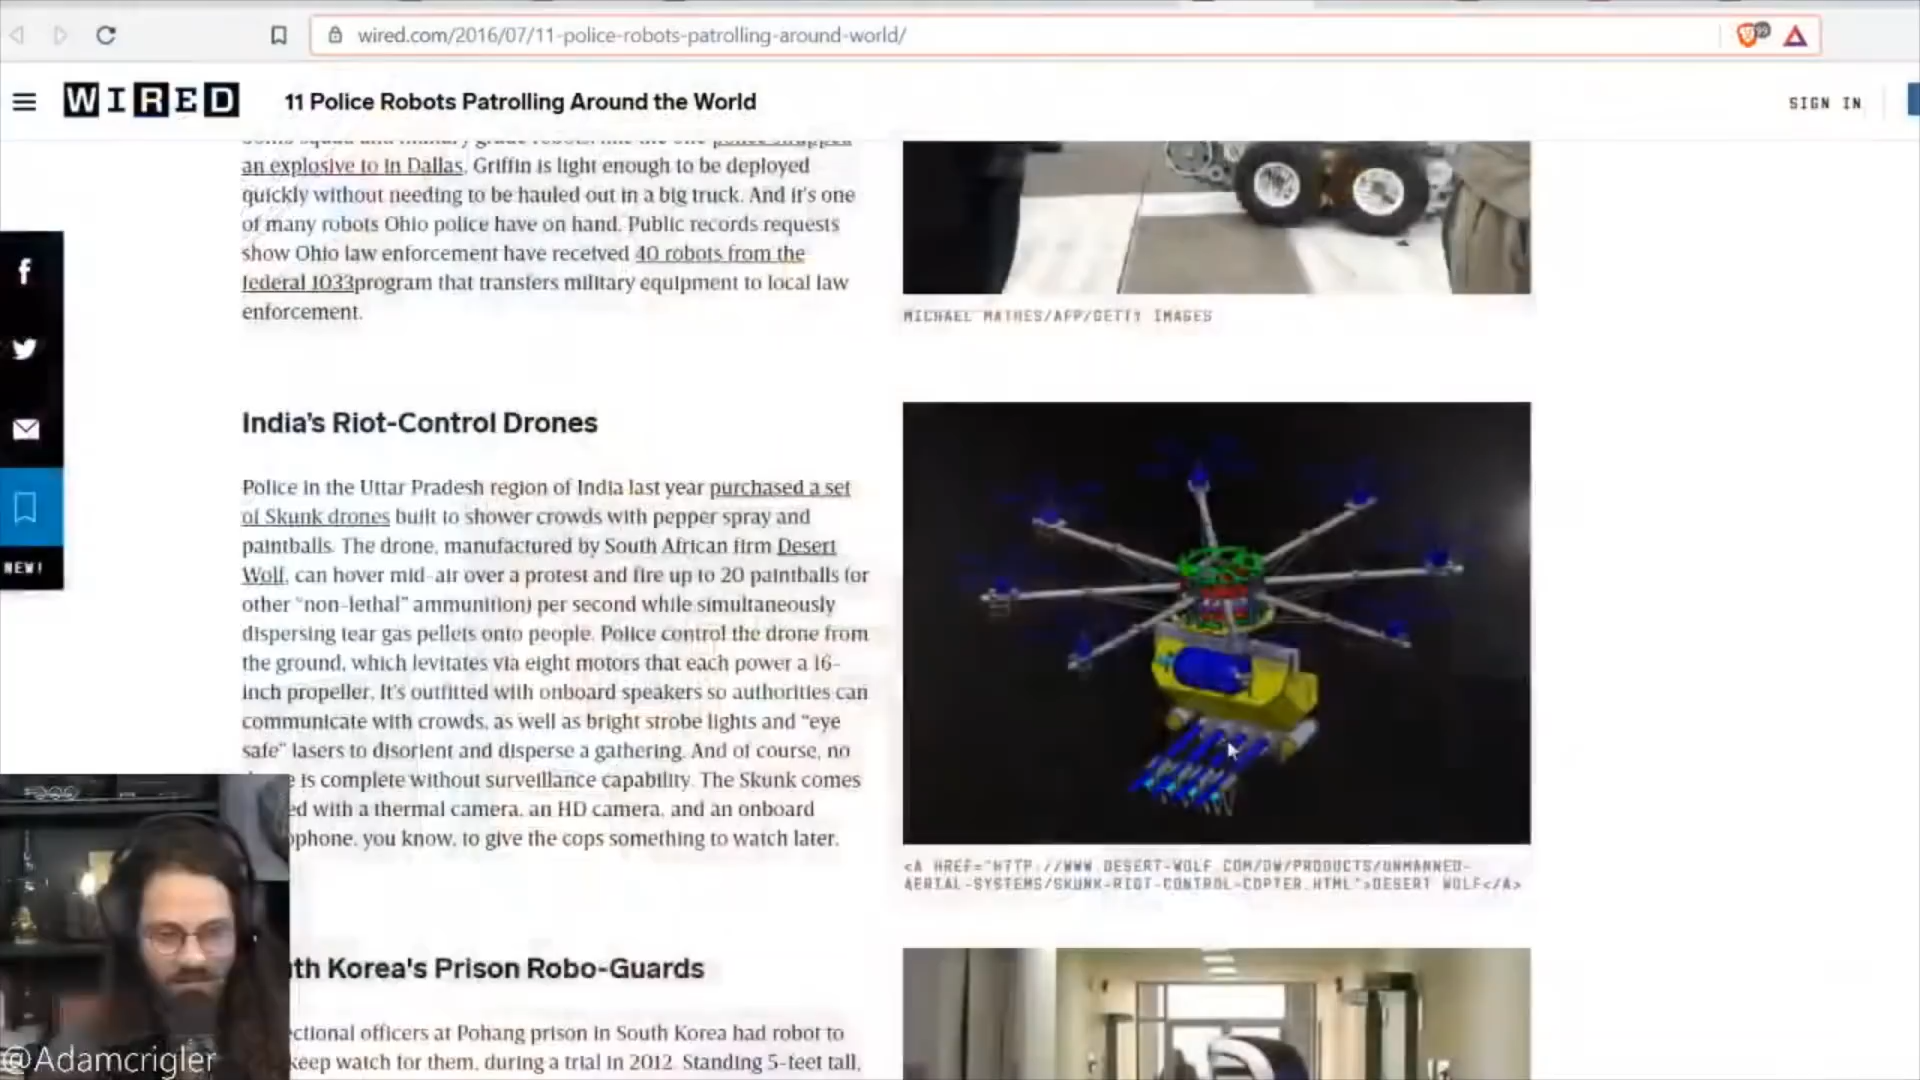 wired.com/2016/07/11-police-robots-patrolling-around-world/
99
WIRED
11 Police Robots Patrolling Around the World
SIGN IN
an explosive to in Dallas, Griffin is light enough to be deployed
quickly without needing to be hauled out in a big truck. And it's one
of many robots Ohio police have on hand. Public records requests
show Ohio law enforcement have received 40 robots from the
federal 1033program that transfers military equipment to local law
enforcement.
MICHAEL MATHES/AFP/GETTY IMAGES
NEW!
India's Riot-Control Drones
Police in the Uttar Pradesh region of India last year purchased a set
of Skunk drones built to shower crowds with pepper spray and
paintballs. The drone, manufactured by South African firm Desert
Wolf, can hover mid-air over a protest and fire up to 20 paintballs (or
other "non-lethal" ammunition) per second while simultaneously
dispersing tear gas pellets onto people. Police control the drone from
the ground, which levitates via eight motors that each power a 16-
inch propeller. It's outfitted with onboard speakers so authorities can
communicate with crowds, as well as bright strobe lights and "eye
safe" lasers to disorient and disperse a gathering. And of course, no
is complete without surveillance capability. The Skunk comes
ed with a thermal camera, an HD camera, and an onboard
ophone, you know, to give the cops something to watch later.
<A HREF="HTTP://WWW.DESERT-WOLF.COM/DW/PRODUCTS/UNMANNED-
AERIAL-SYSTEMS/SKUNK-RIOT-CONTROL-COPTER.HTML">DESERT WOLF</A>
th Korea's Prison Robo-Guards
ectional officers at Pohang prison in South Korea had robot to
keep watch for them, during a trial in 2012. Standing 5-feet tall,
@Adamcrigler